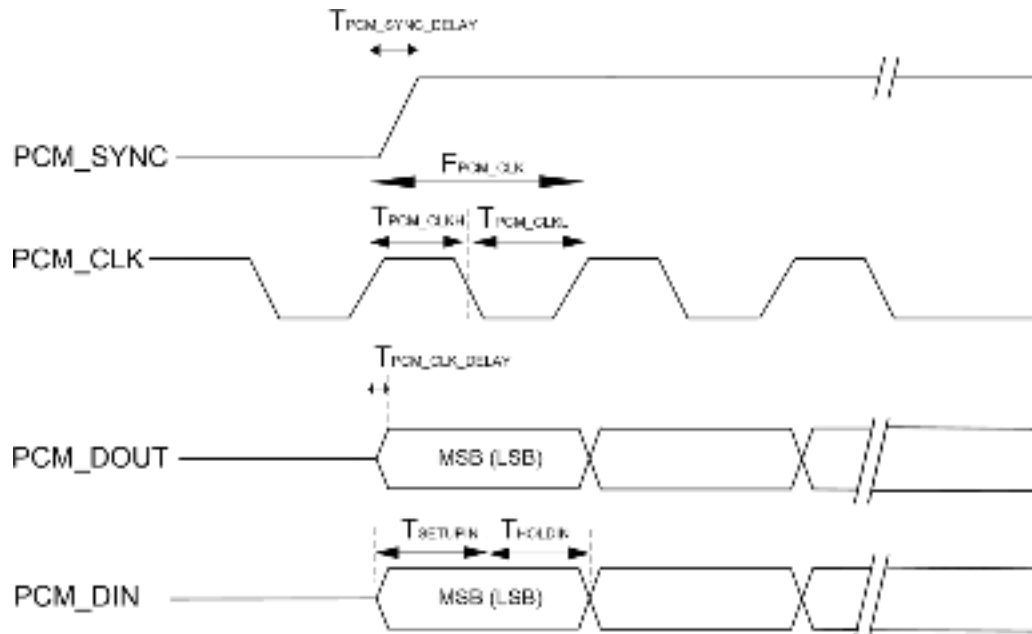 TPCM_SYNC_DELAY
PCM_SYNC
FPCM_CLK
TPCM_CLKH TPCM_CLKL
PCM_CLK
TPCM_CLK_DELAY
PCM_DOUT MSB (LSB)
TSETUPIN THOLDIN
PCM_DIN MSB (LSB)